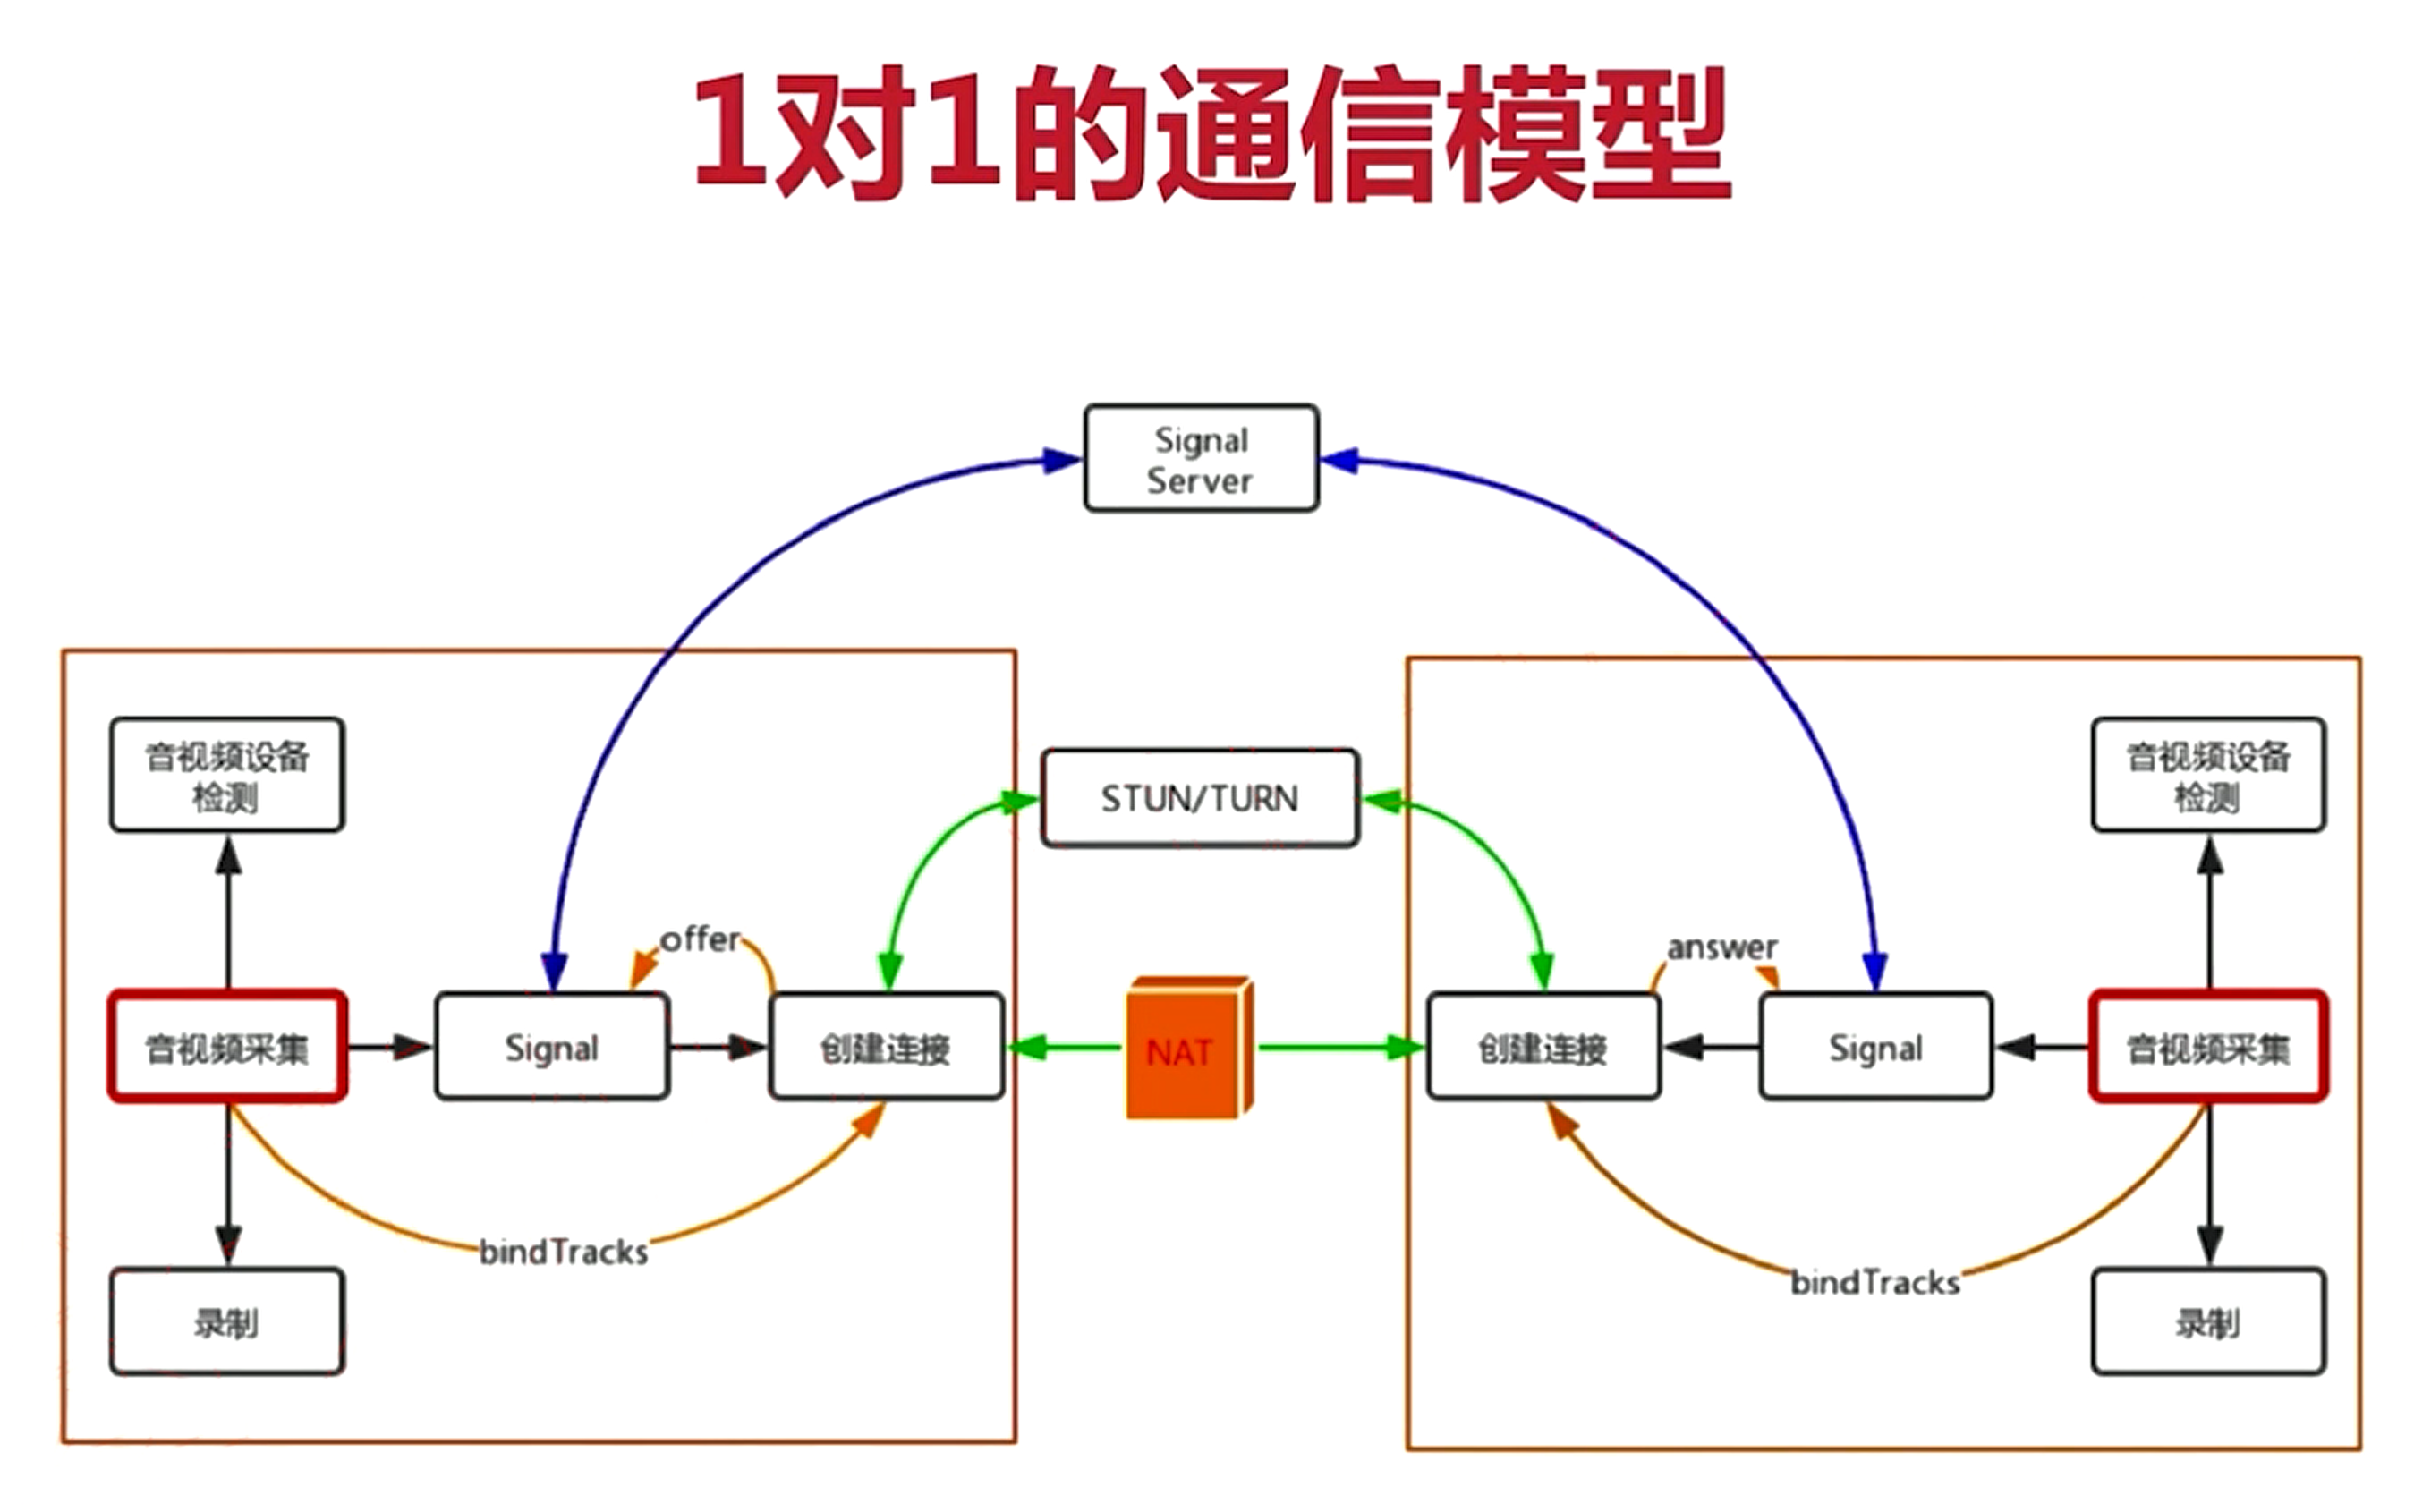 1对1的通信模型
Signal
Server
音视频设备
检测
STUN/TURN
音视频设备
检测
offer
answer
音视频采集
Signal
创建连接
NAT
创建连接
Signal
音视频采集
bindTracks
bindTracks
录制
录制